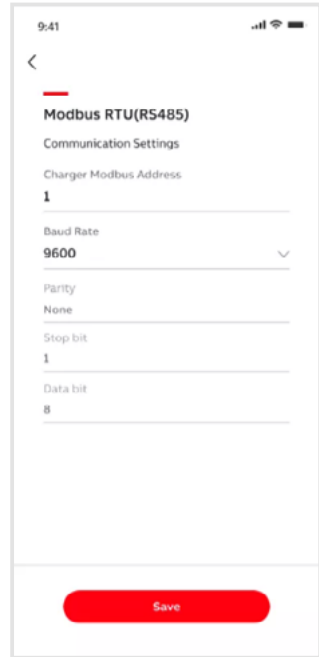 9:41
Modbus RTU(RS485)
Communication Settings
Charger Modbus Address
1
Baud Rate
9600
Parity
None
Stop bit
1
Data bit
8
Save